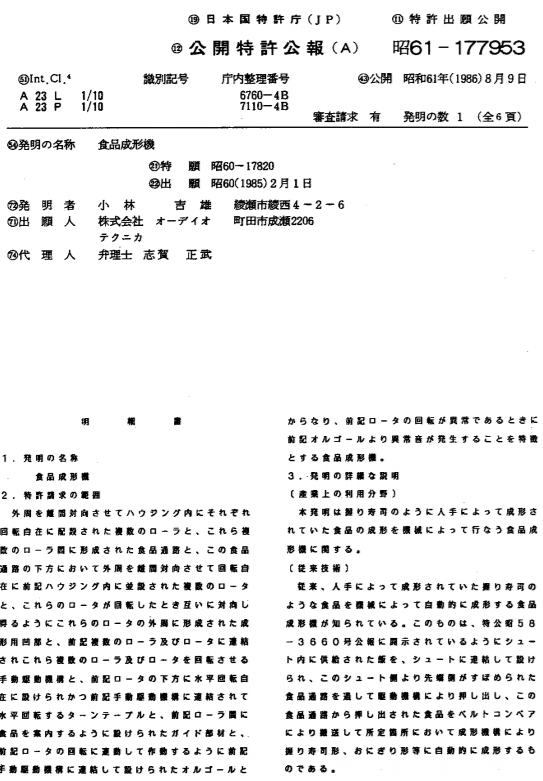 ⑲ 日本国特許庁(JP)
⑪ 特許出願公開
⑫ 公開特許公報(A)
昭61-177953
㊿Int.Cl.⁴
識別記号
庁内整理番号
㊸公開 昭和61年(1986)8月9日
A 23 L 1/10
6760-4B
A 23 P 1/10
7110-4B
審査請求 有 発明の数 1 (全6頁)
発明の名称 食品成形機
㉑特 願 昭60-17820
㉒出 願 昭60(1985)2月1日
発明者 小林 吉雄 綾瀬市綾西4-2-6
出願人 株式会社 オーディオテクニカ 町田市成瀬2206
代理人 弁理士 志賀 正武
明細書
1.発明の名称
食品成形機
2.特許請求の範囲
外周を離間対向させてハウジング内にそれぞれ
回転自在に配設された複数のローラと、これら複
数のローラ間に形成された食品通路と、この食品
通路の下方において外周を離間対向させて回転自
在に前記ハウジング内に並設された複数のロータ
と、これらのロータが回転したとき互いに対向し
得るようにこれらのロータの外周に形成された成
形用凹部と、前記複数のローラ及びロータに連結
されこれら複数のローラ及びロータを回転させる
手動駆動機構と、前記ロータの下方に水平回転自
在に設けられかつ前記手動駆動機構に連結されて
水平回転するターンテーブルと、前記ローラ間に
食品を案内するように設けられたガイド部材と、
前記ロータの回転に連動して作動するように前記
手動駆動機構に連結して設けられたオルゴールと
からなり、前記ロータの回転が異常であるときに
前記オルゴールより異常音が発生することを特徴
とする食品成形機。
3.発明の詳細な説明
〔産業上の利用分野〕
本発明は握り寿司のように人手によって成形さ
れていた食品の成形を機械によって行なう食品成
形機に関する。
〔従来技術〕
従来、人手によって成形されていた握り寿司の
ような食品を機械によって自動的に成形する食品
成形機が知られている。このものは、特公昭58
-3660号公報に開示されているようにシュー
ト内に供給された飯を、シュートに連結して設け
られ、このシュート側より先端側がすぼめられた
食品通路を通して駆動機構により押し出し、この
食品通路から押し出された食品をベルトコンベア
により搬送して所定箇所において成形機構により
握り寿司形、おにぎり形等に自動的に成形するも
のである。